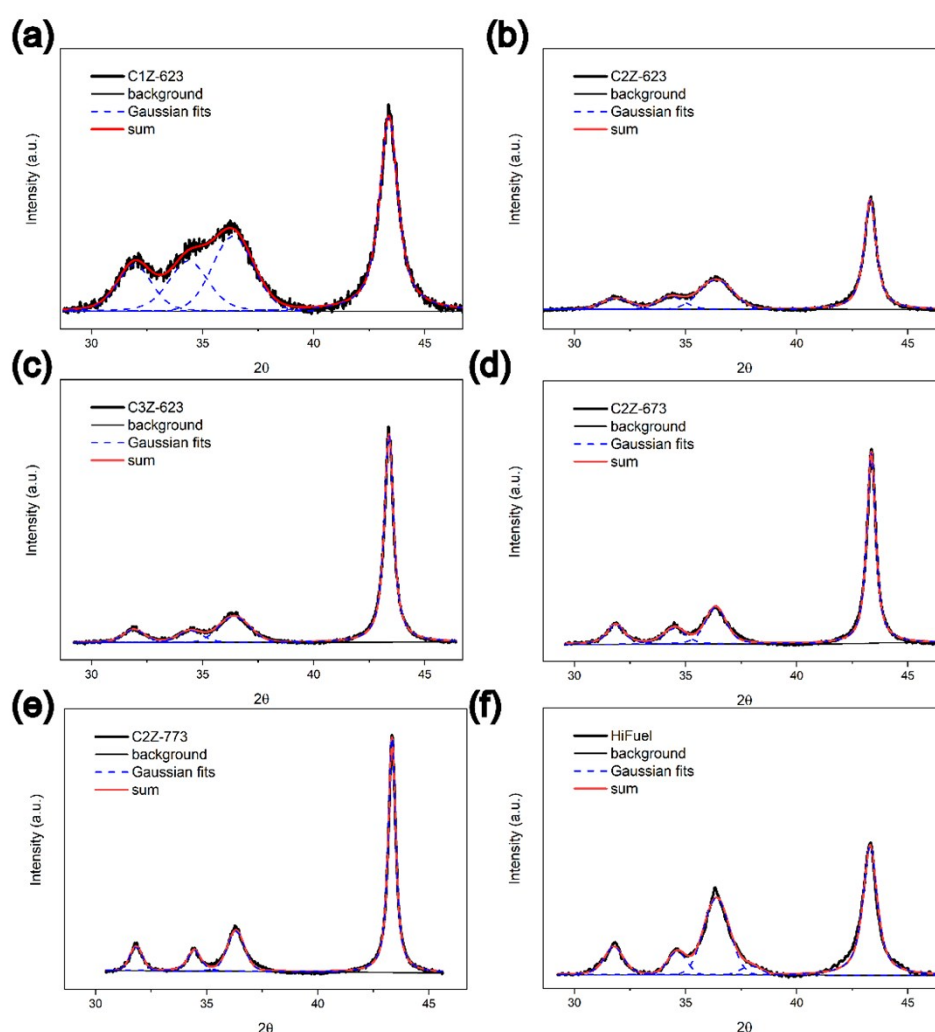 (a)
C1Z-623
background
Gaussian fits
sum
Intensity (a.u.)
30
35
40
45
2θ
(b)
C2Z-623
background
Gaussian fits
sum
Intensity (a.u.)
30
35
40
45
2θ
(c)
C3Z-623
background
Gaussian fits
sum
Intensity (a.u.)
30
35
40
45
2θ
(d)
C2Z-673
background
Gaussian fits
sum
Intensity (a.u.)
30
35
40
45
2θ
(e)
C2Z-773
background
Gaussian fits
sum
Intensity (a.u.)
30
35
40
45
2θ
(f)
HiFuel
background
Gaussian fits
sum
Intensity (a.u.)
30
35
40
45
2θ